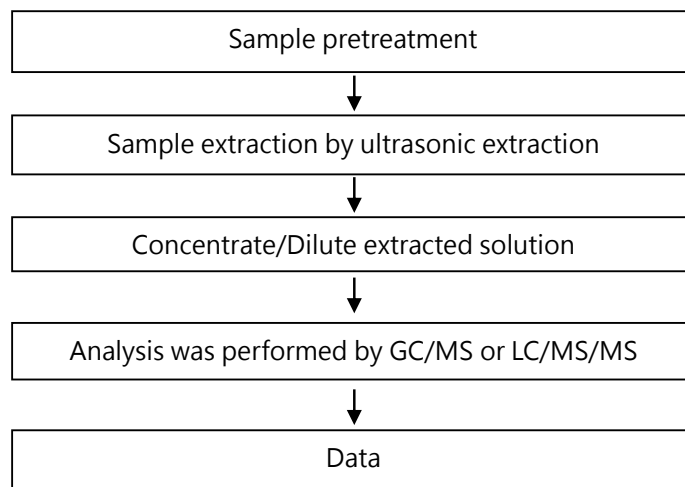 Sample pretreatment
Sample extraction by ultrasonic extraction
Concentrate/Dilute extracted solution
Analysis was performed by GC/MS or LC/MS/MS
Data